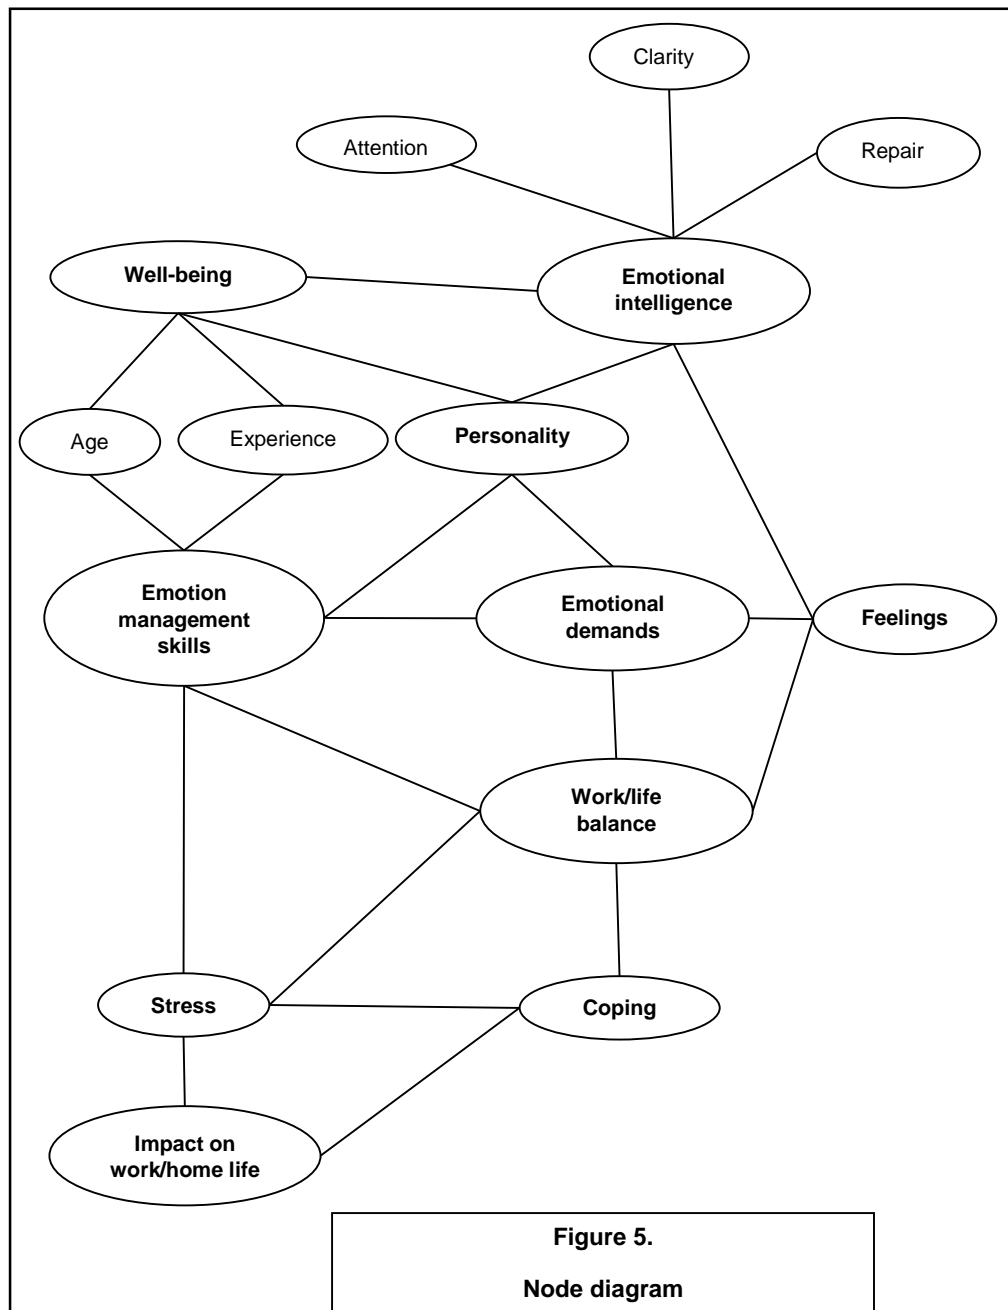 Clarity
Attention
Repair
Well-being
Emotional
intelligence
Age
Experience
Personality
Emotion
management
skills
Emotional
demands
Feelings
Work/life
balance
Stress
Coping
Impact on
work/home life
Figure 5.
Node diagram